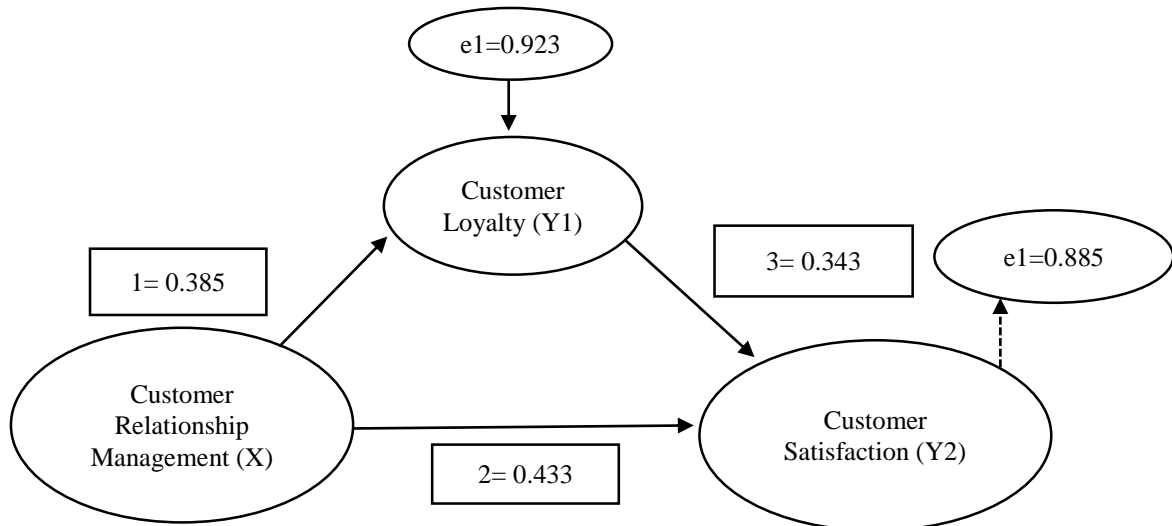 e1=0.923
Customer
Loyalty (Y1)
1= 0.385
3= 0.343
e1=0.885
Customer
Relationship
Management (X)
2= 0.433
Customer
Satisfaction (Y2)